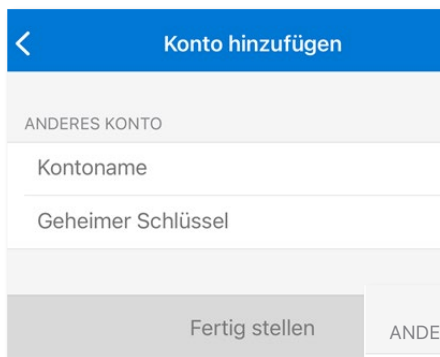 Konto hinzufügen
ANDERES KONTO
Kontoname
Geheimer Schlüssel
Fertig stellen